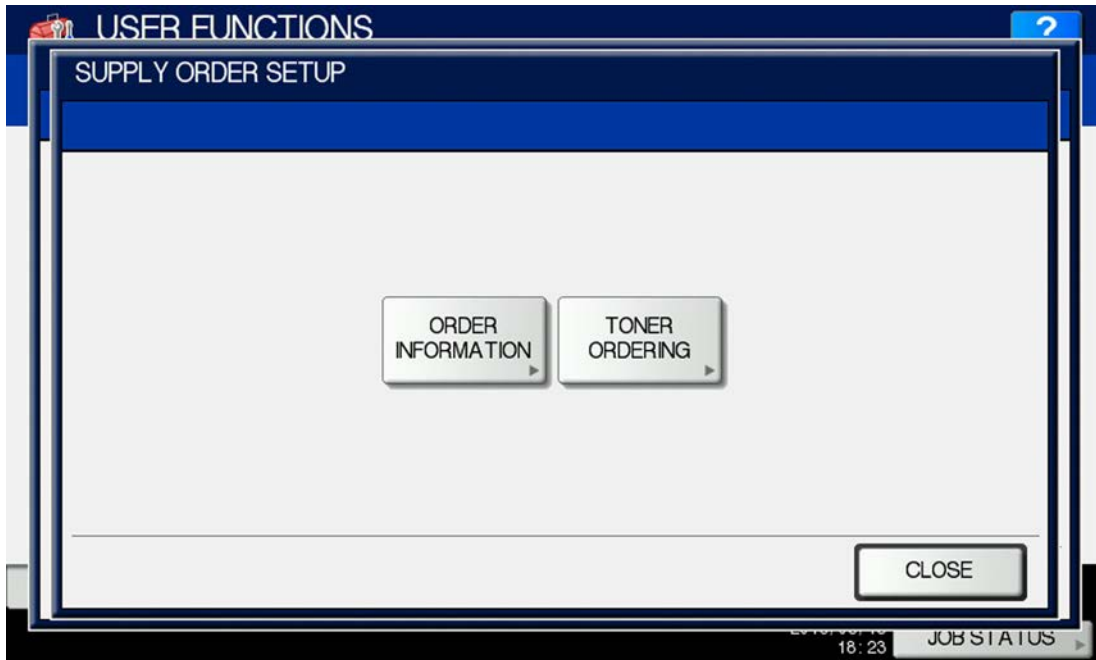 USER FUNCTIONS
?
SUPPLY ORDER SETUP
ORDER
INFORMATION
TONER
ORDERING
CLOSE
18:23
JOB STATUS